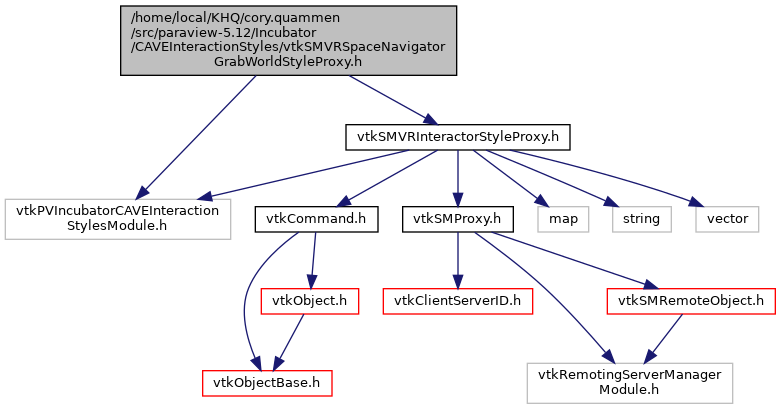 /home/local/KHQ/cory.quammen
/src/paraview-5.12/Incubator
/CAVEInteractionStyles/vtkSMVRSpaceNavigator
GrabWorldStyleProxy.h
vtkSMVRInteractorStyleProxy.h
vtkPVIncubatorCAVEInteraction
StylesModule.h
vtkCommand.h
vtkSMProxy.h
map
string
vector
vtkObject.h
vtkClientServerID.h
vtkSMRemoteObject.h
vtkObjectBase.h
vtkRemotingServerManager
Module.h